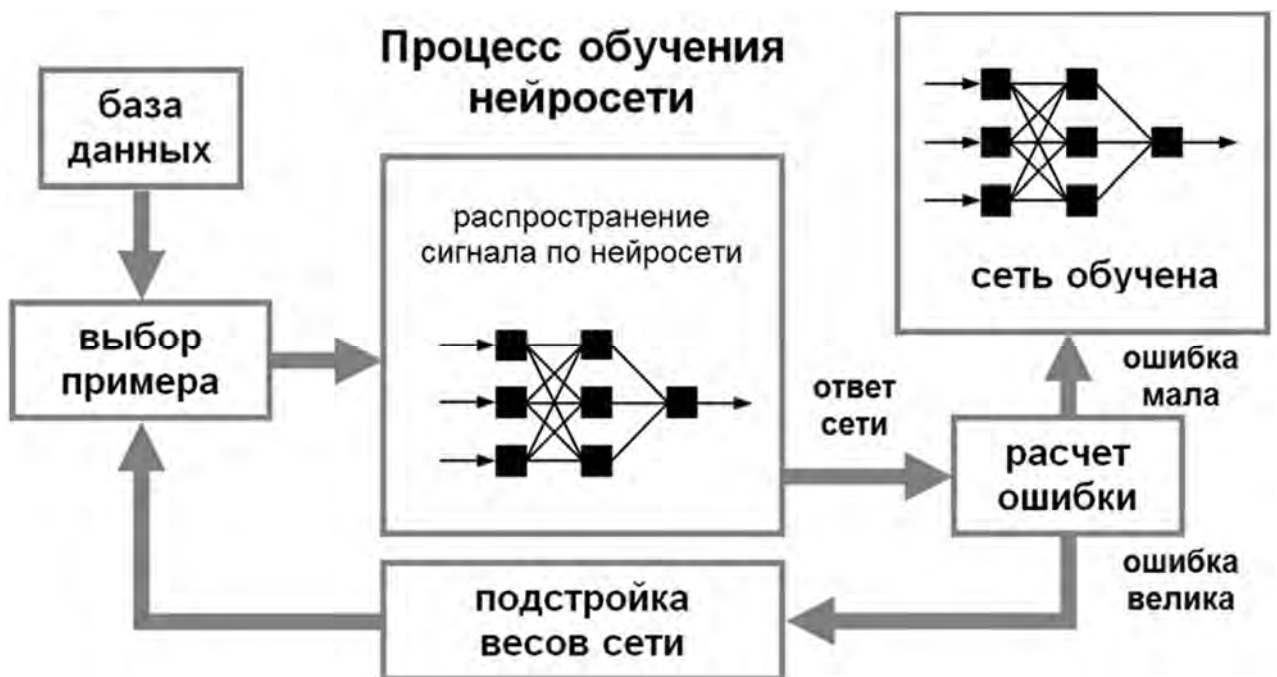 Процесс обучения
нейросети
база
данных
выбор
примера
распространение
сигнала по нейросети
ответ
сети
расчет
ошибки
ошибка
мала
сеть обучена
ошибка
велика
подстройка
весов сети